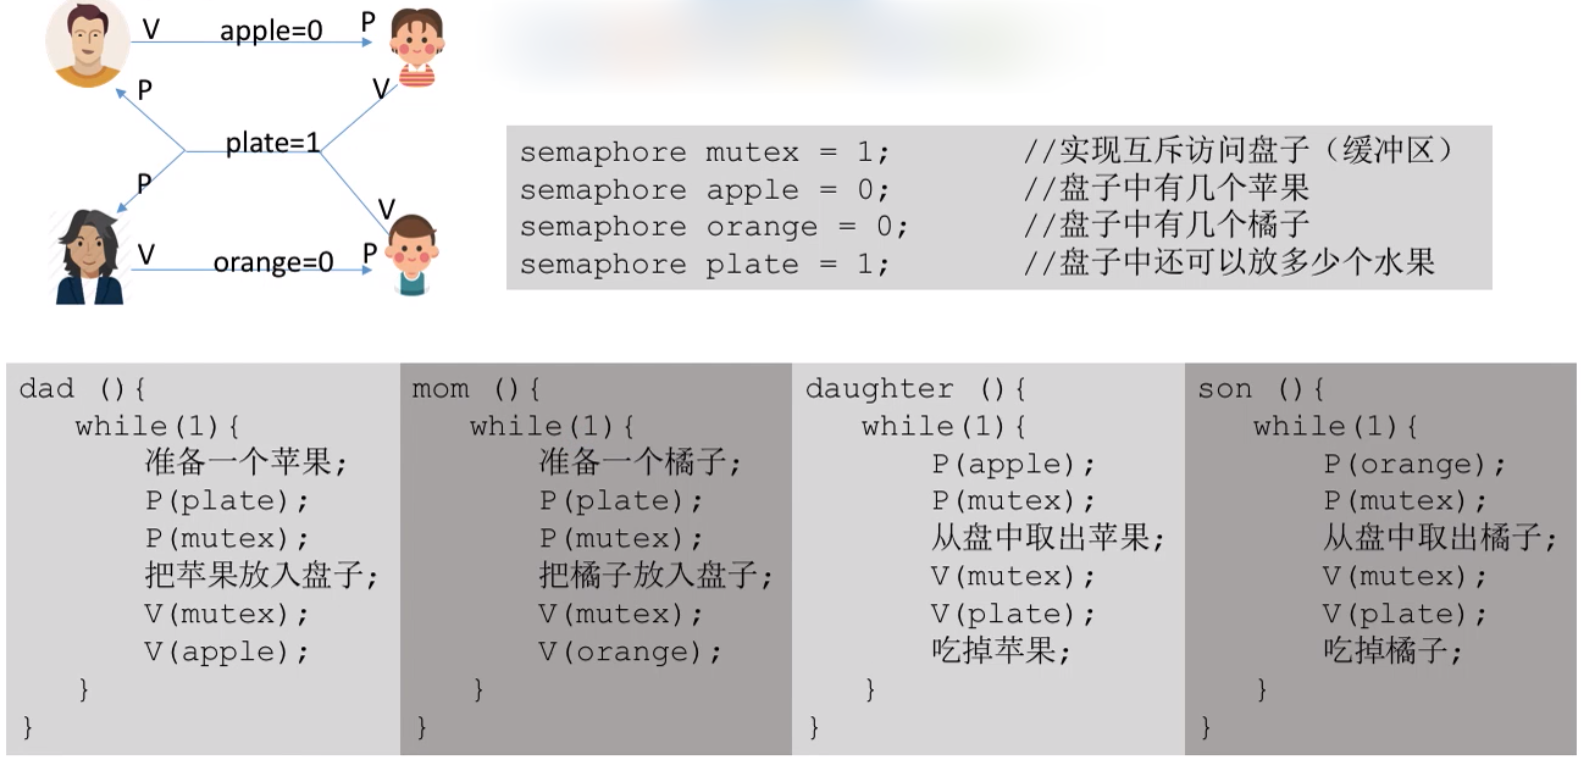 V apple=0 P
P V
plate=1
P V
V orange=0 P
semaphore mutex = 1; //实现互斥访问盘子（缓冲区）
semaphore apple = 0; //盘子中有几个苹果
semaphore orange = 0; //盘子中有几个橘子
semaphore plate = 1; //盘子中还可以放多少个水果
dad (){
while(1){
准备一个苹果;
P(plate);
P(mutex);
把苹果放入盘子;
V(mutex);
V(apple);
}
}
mom (){
while(1){
准备一个橘子;
P(plate);
P(mutex);
把橘子放入盘子;
V(mutex);
V(orange);
}
}
daughter (){
while(1){
P(apple);
P(mutex);
从盘中取出苹果;
V(mutex);
V(plate);
吃掉苹果;
}
}
son (){
while(1){
P(orange);
P(mutex);
从盘中取出橘子;
V(mutex);
V(plate);
吃掉橘子;
}
}